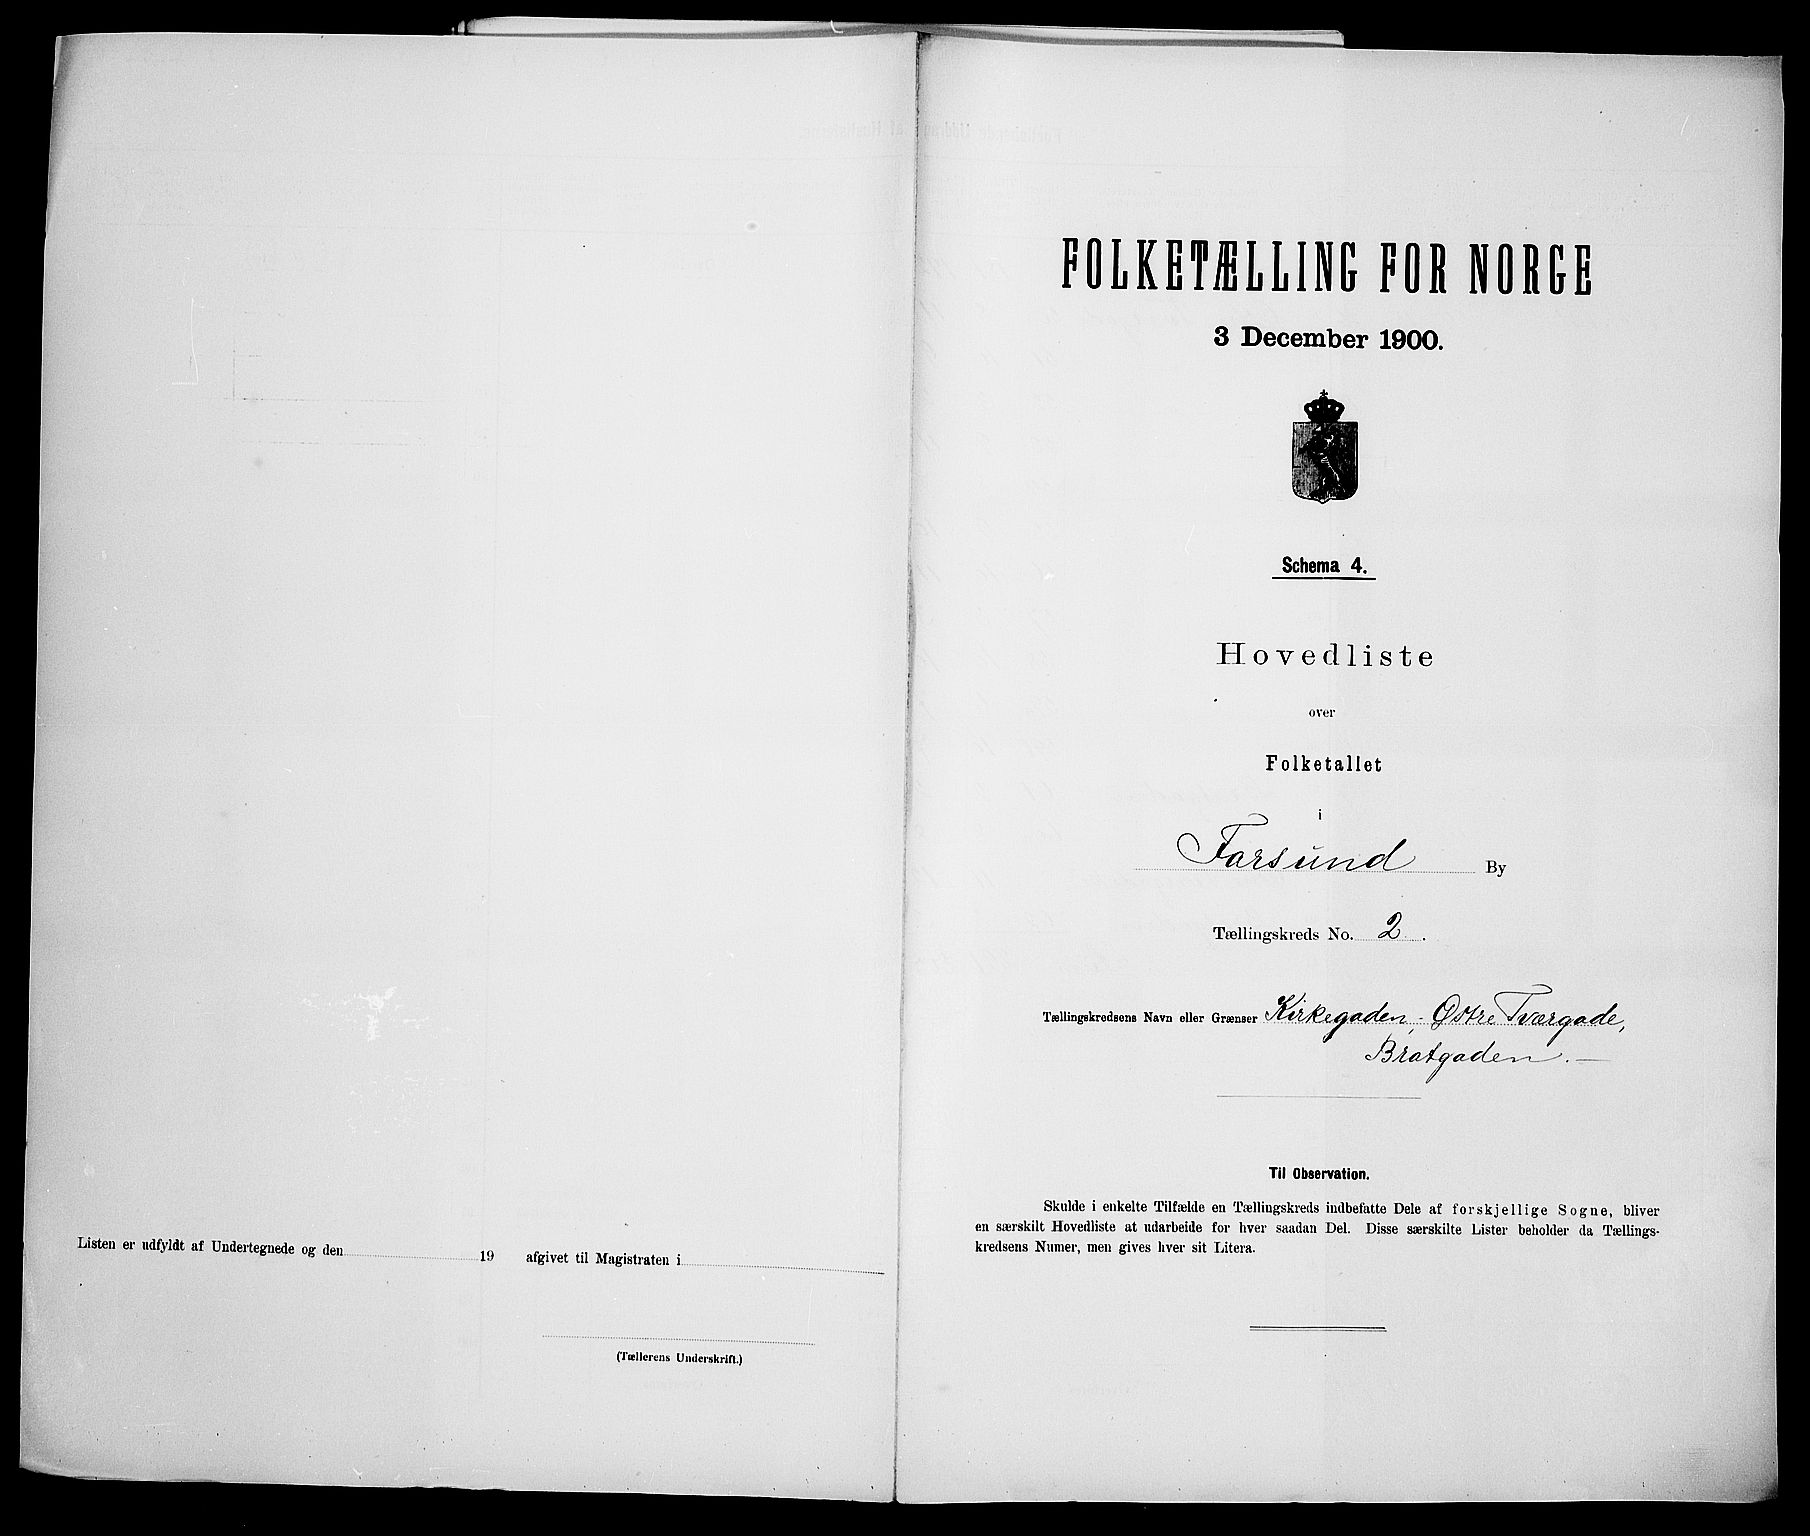 Listen er udfyldt af Undertegnede og den 19 afgivet til Magistraten i
(Tællerens Underskrift.)
FOLKETÆLLING FOR NORGE
3 December 1900.
Schema 4.
Hovedliste
over
Folketallet
i
Farsund By
Tællingskreds No. 2.
Tællingskredsens Navn eller Grænser Kirkegaden, Østre Tværgade,
Bratgaden. —
Til Observation.
Skulde i enkelte Tilfælde en Tællingskreds indbefatte Dele af forskjellige Sogne, bliver
en særskilt Hovedliste at udarbeide for hver saadan Del. Disse særskilte Lister beholder da Tællings-
kredsens Numer, men gives hver sit Litera.